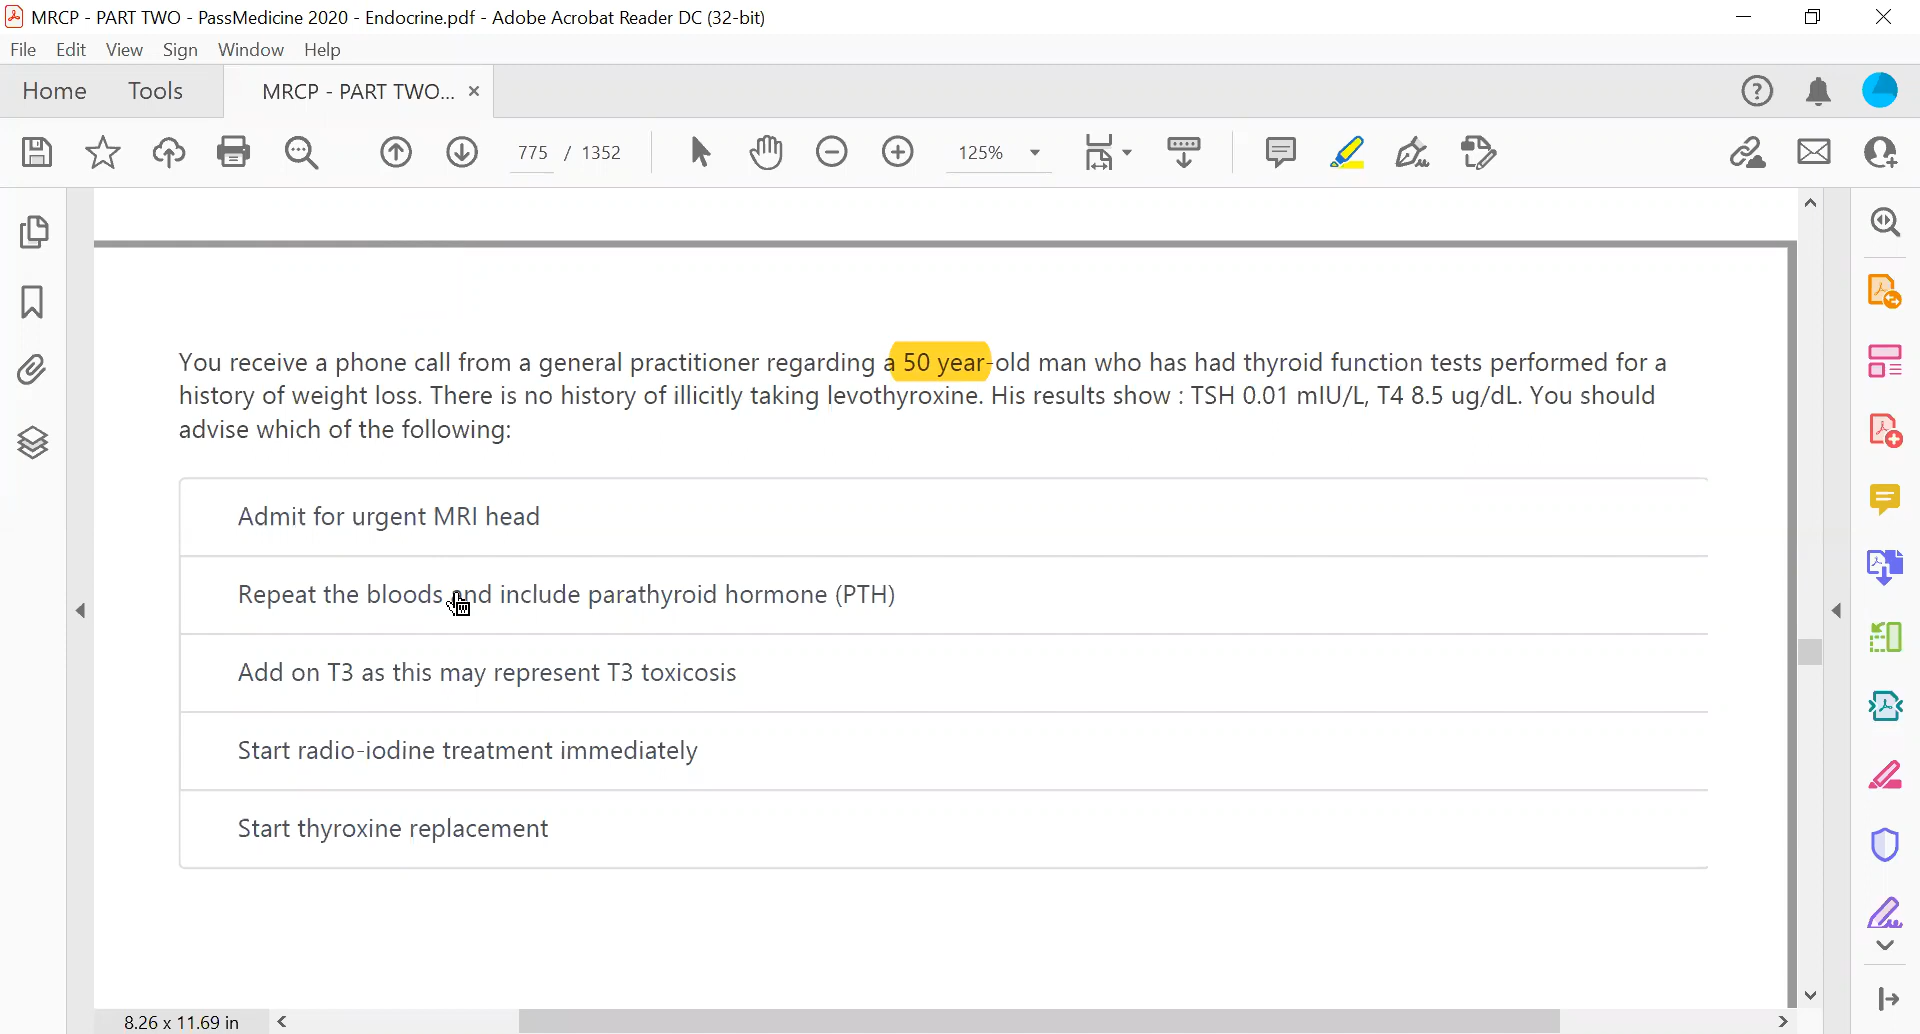 MRCP - PART TWO - PassMedicine 2020 - Endocrine.pdf - Adobe Acrobat Reader DC (32-bit)
File Edit View Sign Window Help
Home Tools MRCP - PART TWO... ×
775 / 1352 125%
You receive a phone call from a general practitioner regarding a 50 year-old man who has had thyroid function tests performed for a
history of weight loss. There is no history of illicitly taking levothyroxine. His results show : TSH 0.01 mIU/L, T4 8.5 ug/dL. You should
advise which of the following:
Admit for urgent MRI head
Repeat the bloods and include parathyroid hormone (PTH)
Add on T3 as this may represent T3 toxicosis
Start radio-iodine treatment immediately
Start thyroxine replacement
8.26 x 11.69 in